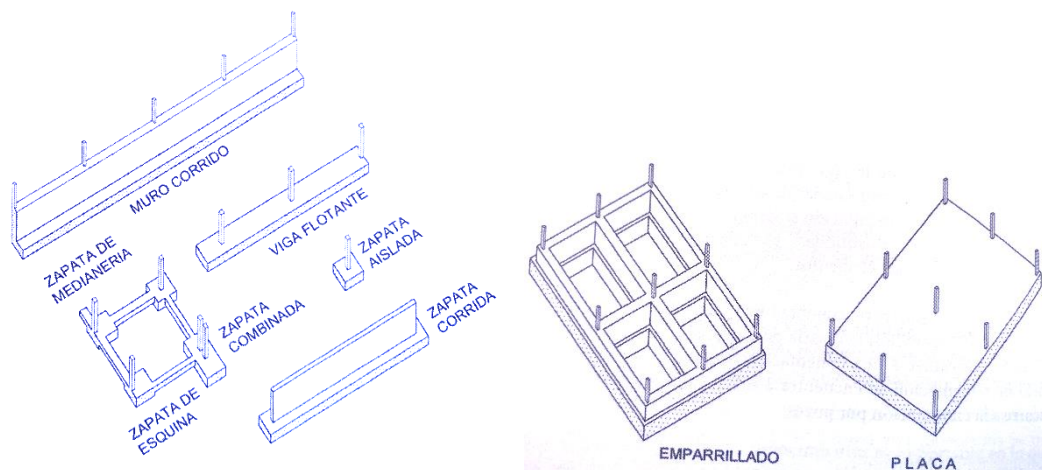 MURO CORRIDO
VIGA FLOTANTE
ZAPATA
AISLADA
ZAPATA DE
MEDIANERIA
ZAPATA
COMBINADA
ZAPATA
CORRIDA
ZAPATA DE
ESQUINA
EMPARRILLADO
PLACA